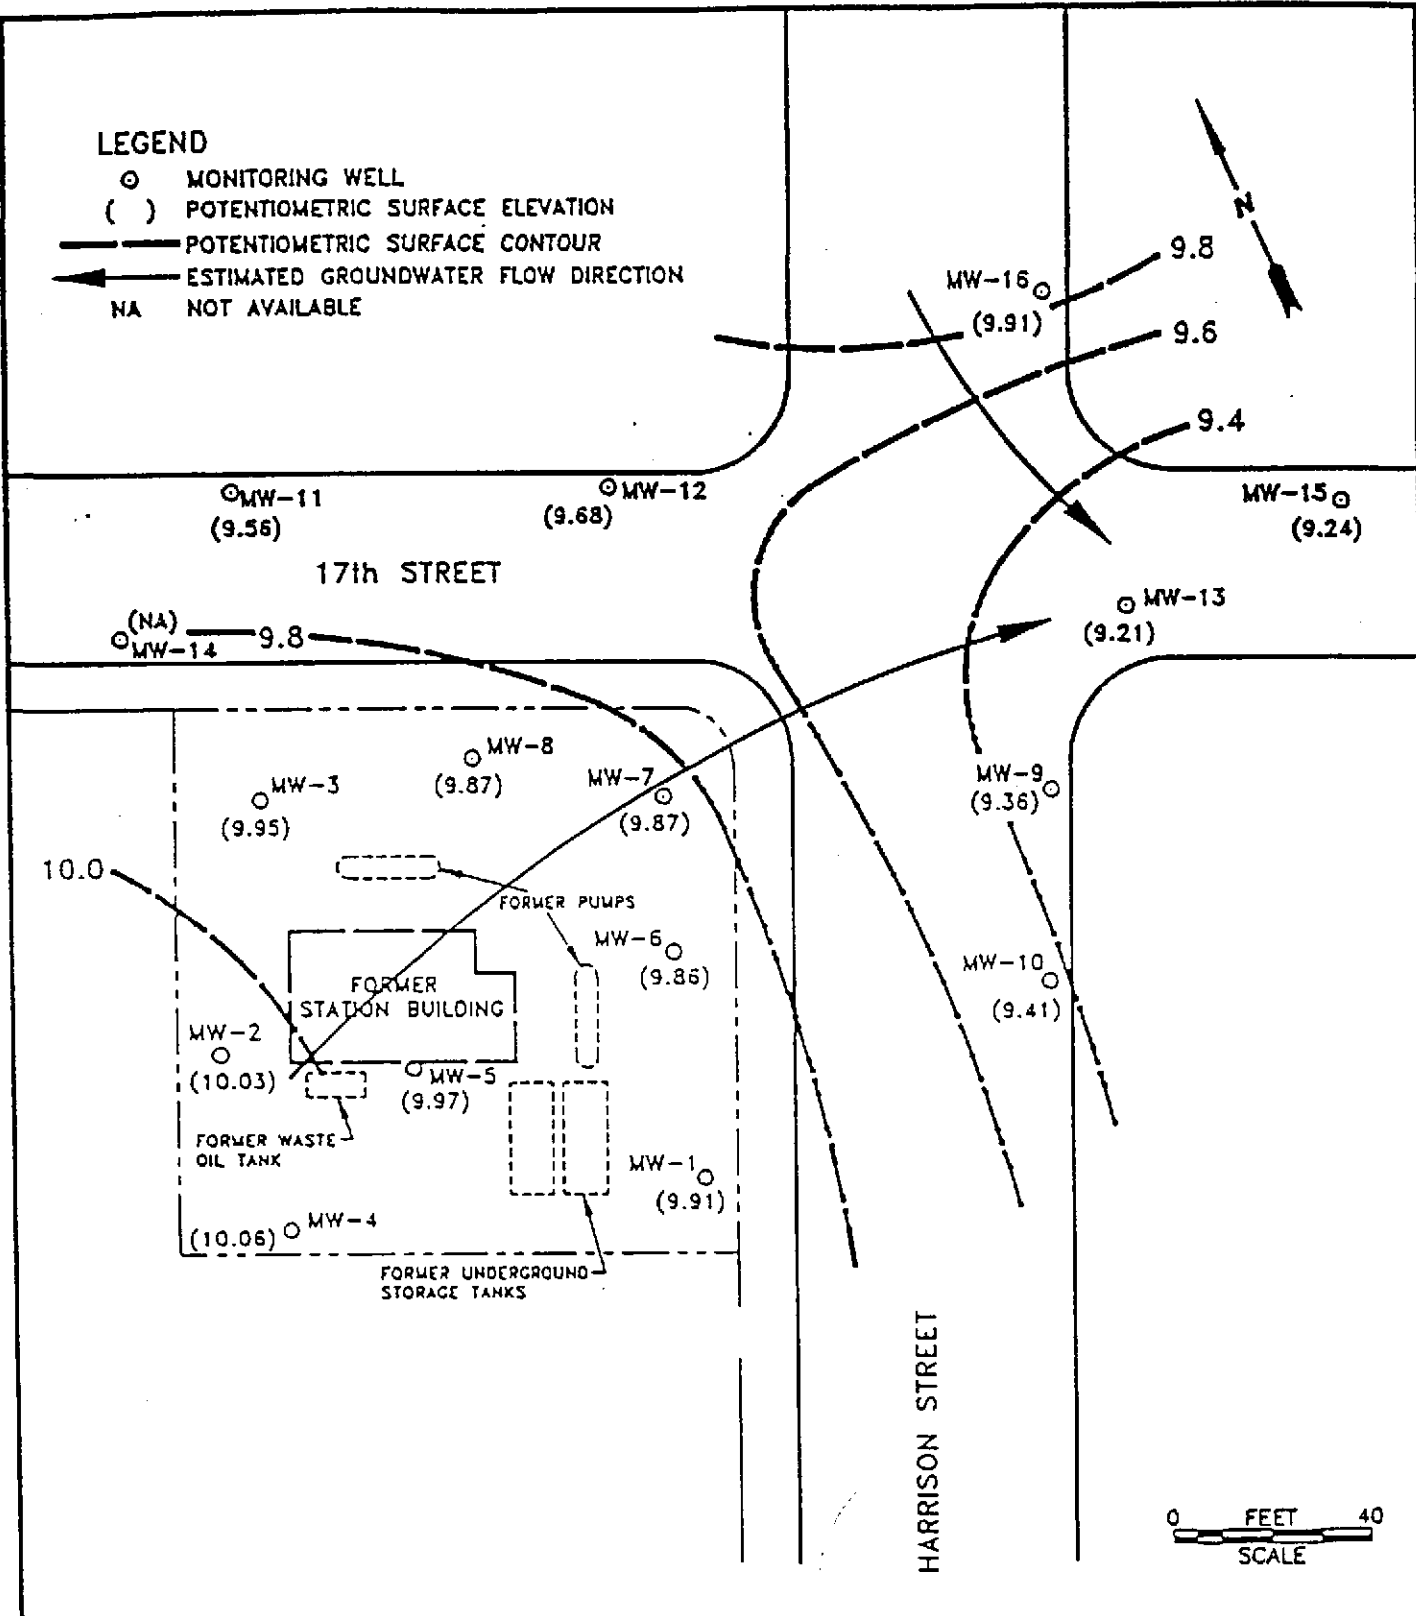 LEGEND
MONITORING WELL
( ) POTENTIOMETRIC SURFACE ELEVATION
POTENTIOMETRIC SURFACE CONTOUR
ESTIMATED GROUNDWATER FLOW DIRECTION
NA NOT AVAILABLE
N
9.8
MW-16
(9.91)
9.6
9.4
MW-11
(9.56)
MW-12
(9.68)
MW-15
(9.24)
17th STREET
MW-13
(9.21)
(NA)
MW-14
9.8
MW-8
(9.87)
MW-3
(9.95)
MW-7
(9.87)
MW-9
(9.36)
10.0
FORMER PUMPS
MW-6
(9.86)
MW-10
(9.41)
FORMER
STATION BUILDING
MW-2
(10.03)
MW-5
(9.97)
FORMER WASTE
OIL TANK
MW-1
(9.91)
MW-4
(10.06)
FORMER UNDERGROUND
STORAGE TANKS
HARRISON STREET
0 FEET 40
SCALE